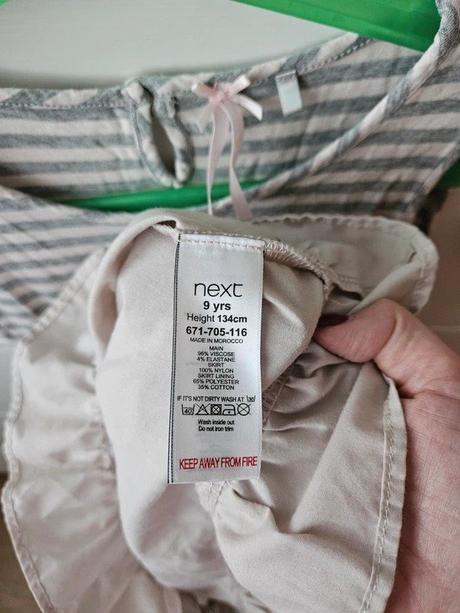 next
9 yrs
Height 134cm
671-705-116
MADE IN MOROCCO
MAIN
96% VISCOSE
4% ELASTANE
SKIRT
100% NYLON
SKIRT LINING
65% POLYESTER
35% COTTON
IF IT'S NOT DIRTY WASH AT 30
40
Wash inside out
Do not iron trim
KEEP AWAY FROM FIRE